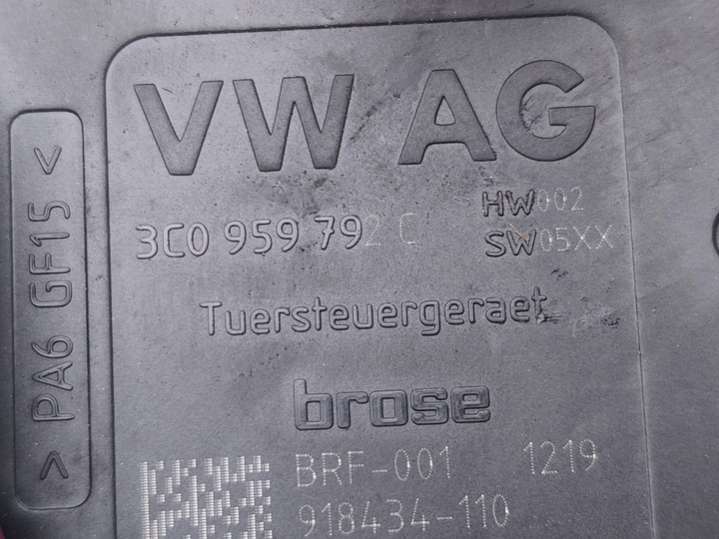 VW AG
3C0 959 792 C
HW002
SW05XX
Tuersteuergeraet
brose
BRF-001 1219
918434-110
> PA6 GF15 <